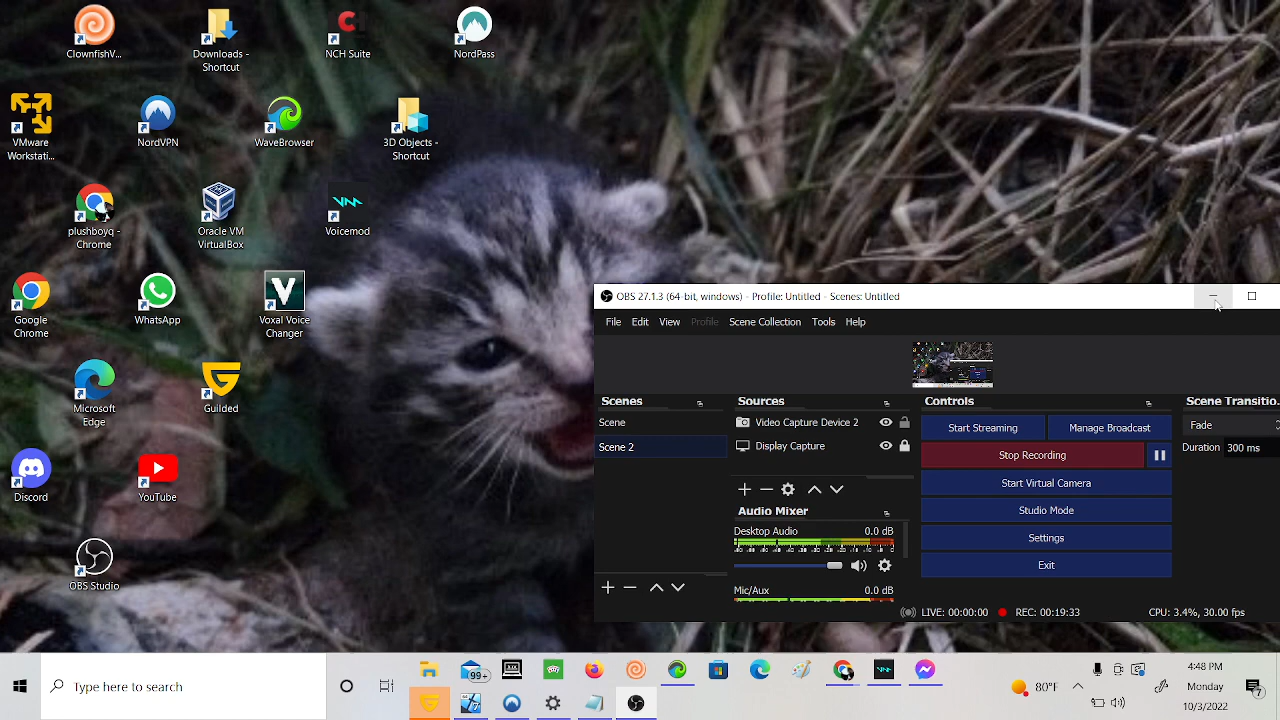 ClownfishV...
Downloads -
Shortcut
NCH Suite
NordPass
VMware
Workstati...
NordVPN
WaveBrowser
3D Objects -
Shortcut
plushboyq -
Chrome
Oracle VM
VirtualBox
Voicemod
Google
Chrome
WhatsApp
Voxal Voice
Changer
Microsoft
Edge
Guilded
Discord
YouTube
OBS Studio
OBS 27.1.3 (64-bit, windows) - Profile: Untitled - Scenes: Untitled
File Edit View Profile Scene Collection Tools Help
Scenes
Scene
Scene 2
Sources
Video Capture Device 2
Display Capture
Audio Mixer
Desktop Audio 0.0 dB
Mic/Aux 0.0 dB
Controls
Start Streaming Manage Broadcast
Stop Recording
Start Virtual Camera
Studio Mode
Settings
Exit
Scene Transitio...
Fade
Duration 300 ms
LIVE: 00:00:00 REC: 00:19:33 CPU: 3.4%, 30.00 fps
Type here to search
99+
80°F
4:48 PM
Monday
10/3/2022
7